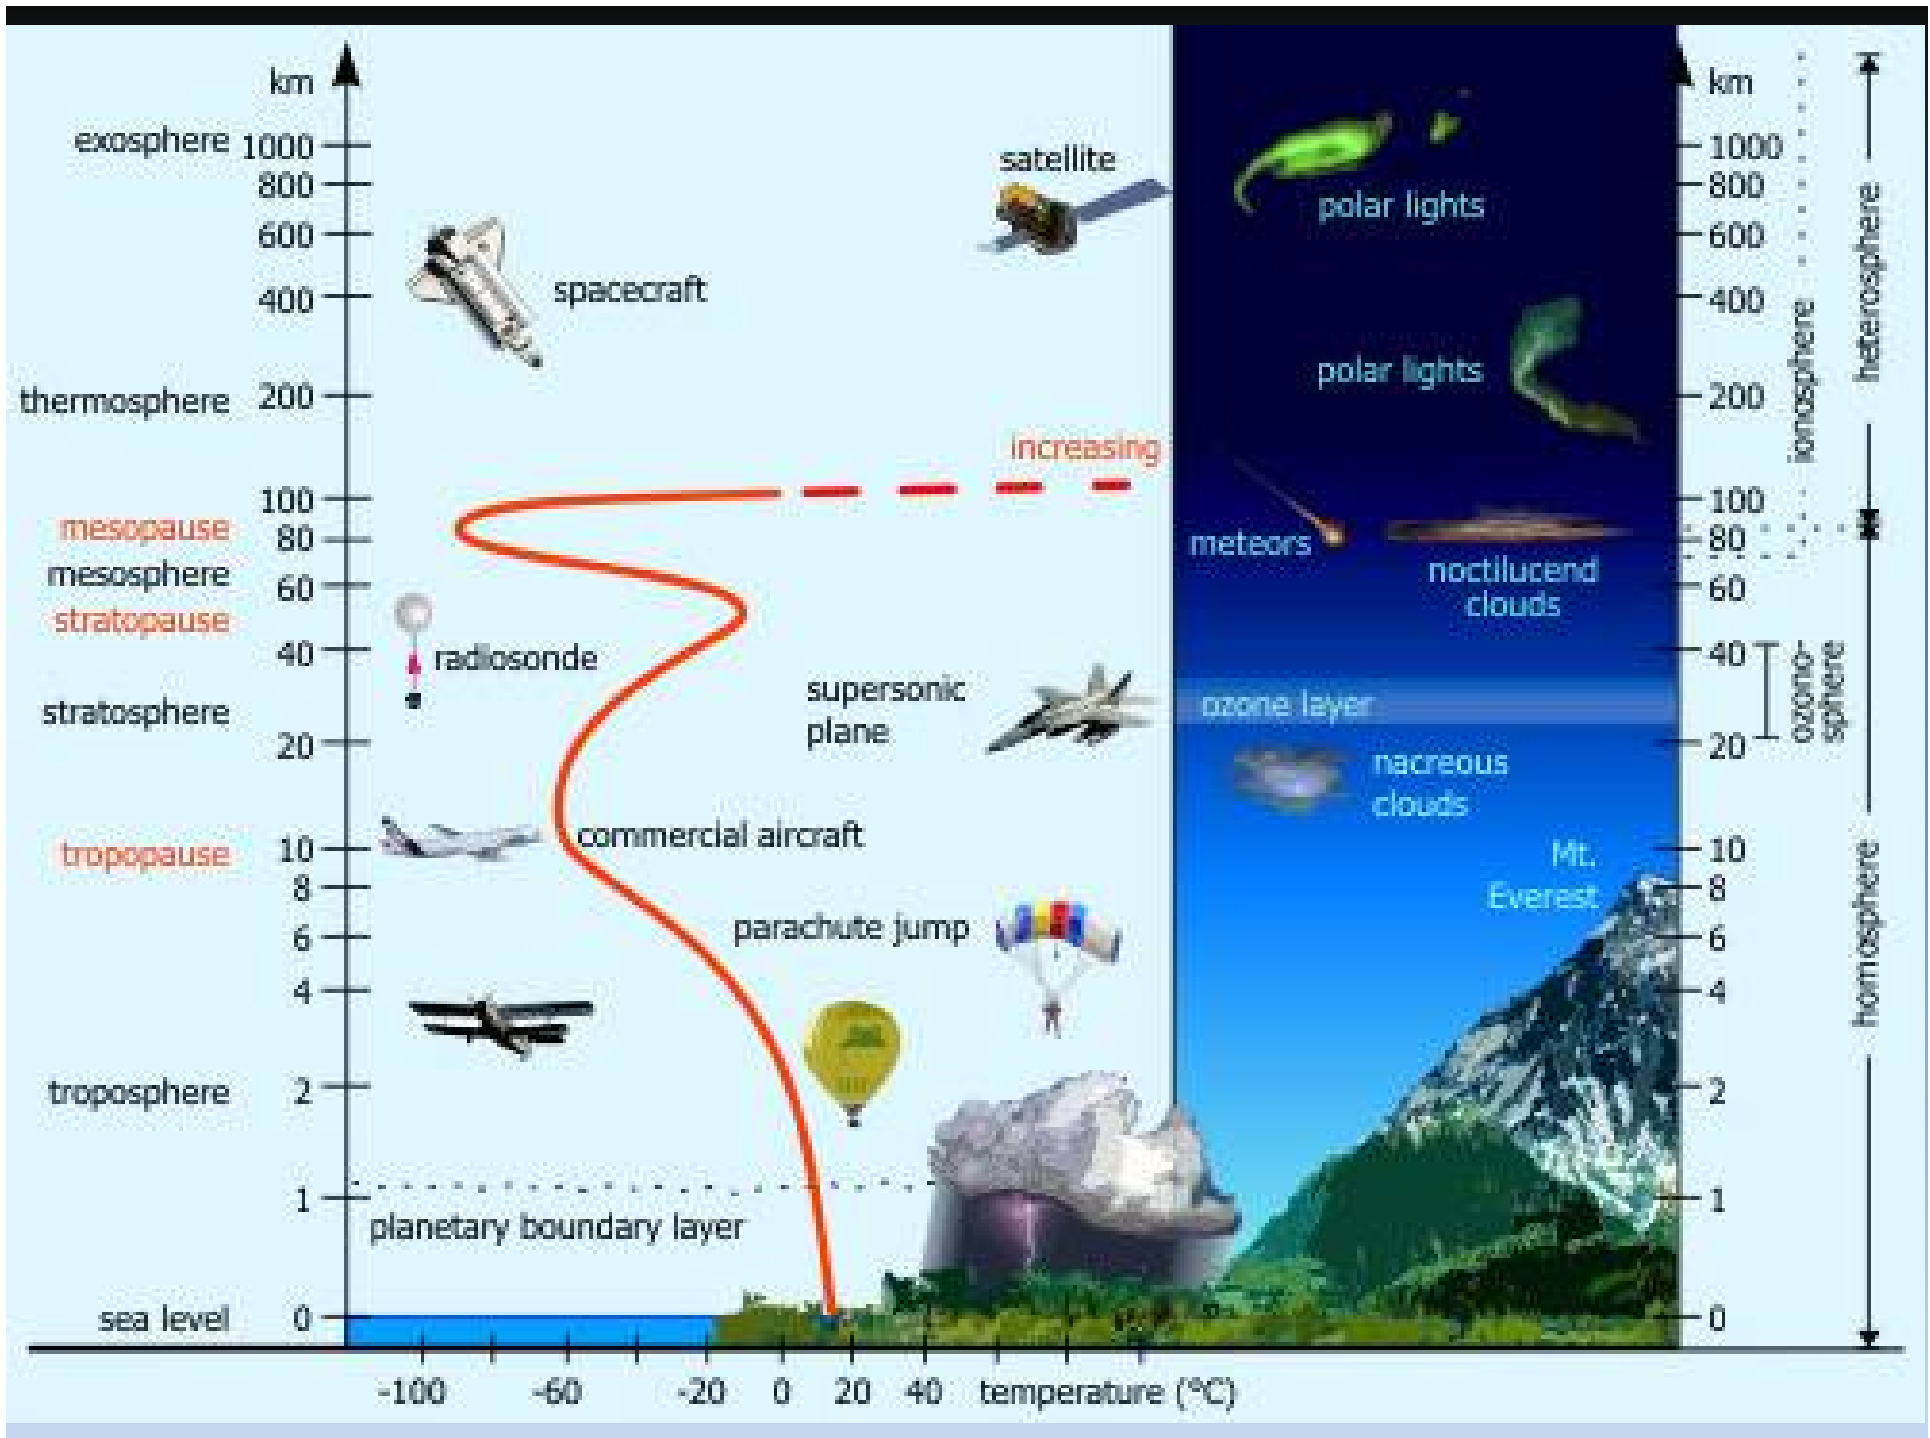 km
exosphere 1000
800
600
400
thermosphere 200
100
mesopause
80
mesosphere
60
stratopause
40
stratosphere
20
tropopause 10
8
6
4
troposphere 2
1
sea level 0
satellite
spacecraft
increasing
radiosonde
supersonic
plane
commercial aircraft
parachute jump
planetary boundary layer
-100 -60 -20 0 20 40 temperature (°C)
polar lights
polar lights
meteors
noctilucend
clouds
ozone layer
nacreous
clouds
Mt.
Everest
km
1000
800
600
400
200
100
80
60
40
20
10
8
6
4
2
1
0
ionosphere
ozono-
sphere
heterosphere
homosphere